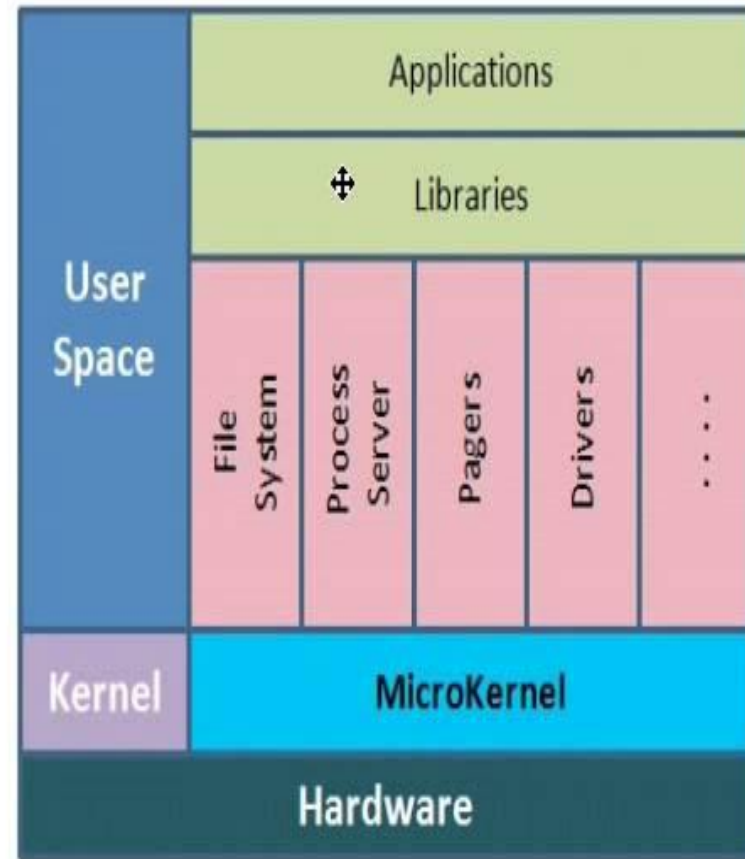 Applications
Libraries
User
Space
File
System
Process
Server
Pagers
Drivers
. . . .
Kernel
MicroKernel
Hardware